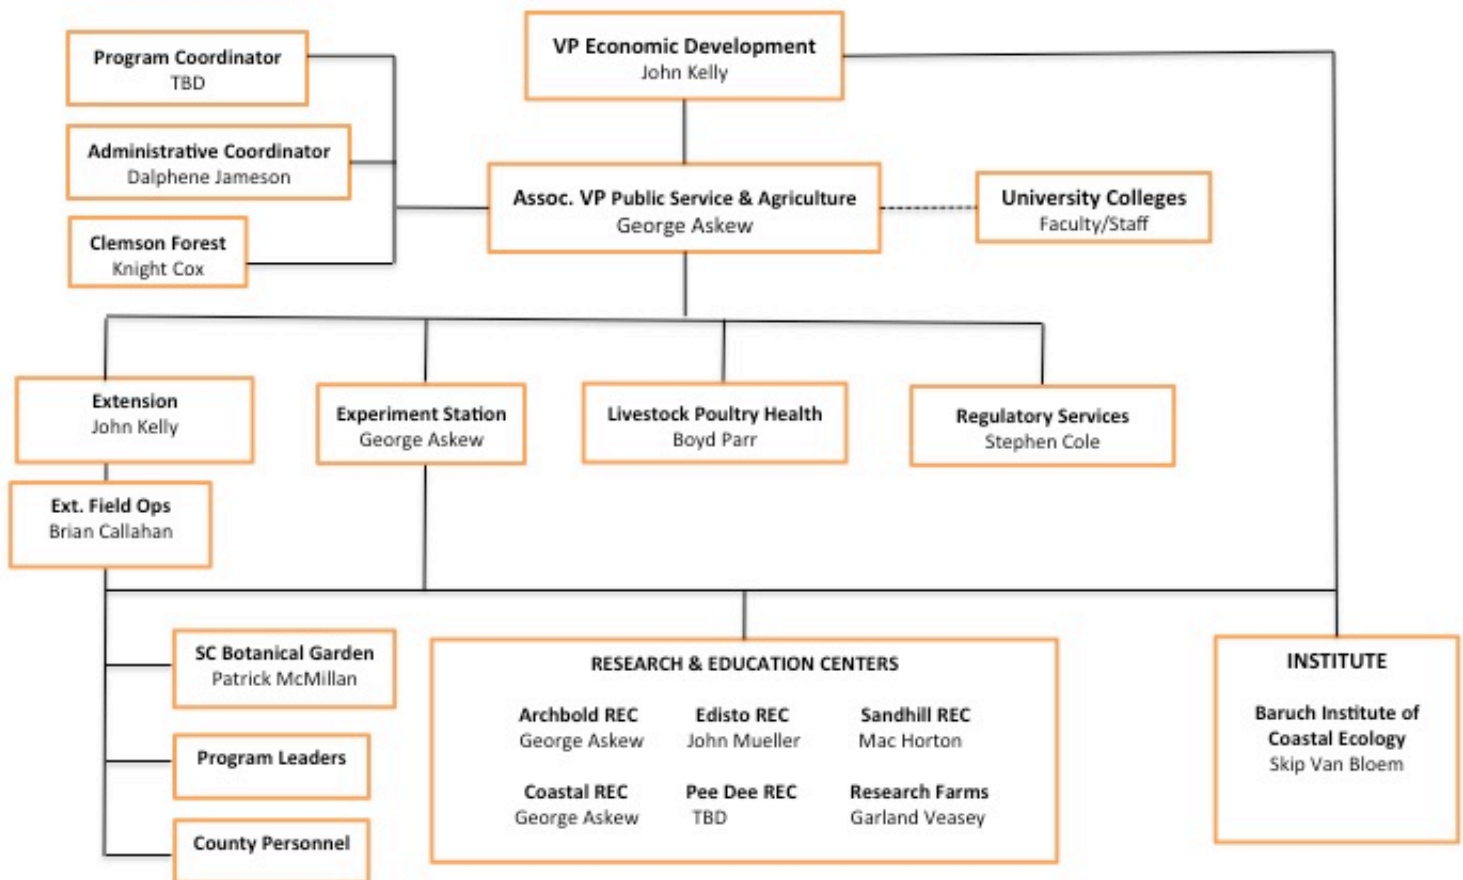 VP Economic Development
John Kelly
Program Coordinator
TBD
Administrative Coordinator
Dalphene Jameson
Clemson Forest
Knight Cox
Assoc. VP Public Service & Agriculture
George Askew
University Colleges
Faculty/Staff
Extension
John Kelly
Experiment Station
George Askew
Livestock Poultry Health
Boyd Parr
Regulatory Services
Stephen Cole
Ext. Field Ops
Brian Callahan
SC Botanical Garden
Patrick McMillan
Program Leaders
County Personnel
RESEARCH & EDUCATION CENTERS
Archbold REC
George Askew
Edisto REC
John Mueller
Sandhill REC
Mac Horton
Coastal REC
George Askew
Pee Dee REC
TBD
Research Farms
Garland Veasey
INSTITUTE
Baruch Institute of
Coastal Ecology
Skip Van Bloem